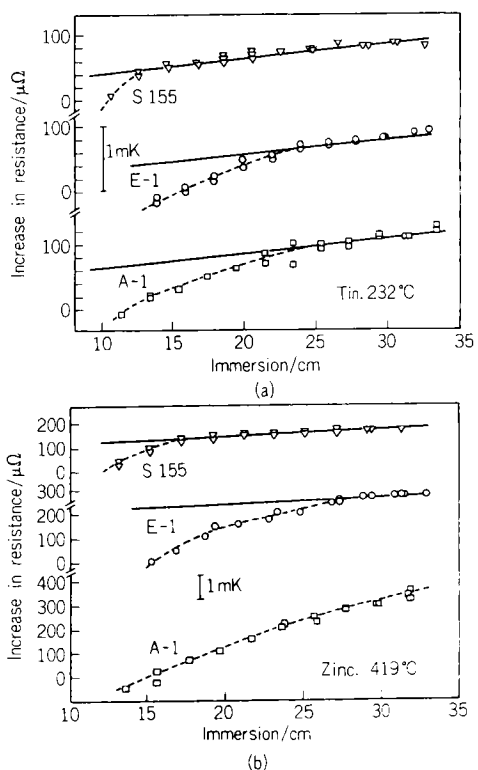 Increase in resistance/μΩ
100
0
S 155
100
1mK
E-1
0
100
A-1
0
Tin. 232°C
10 15 20 25 30 35
Immersion/cm
(a)
Increase in resistance/μΩ
200
100
0
S 155
300
200
E-1
100
0
1mK
400
300
200
A-1
100
0
Zinc. 419°C
10 15 20 25 30 35
Immersion/cm
(b)